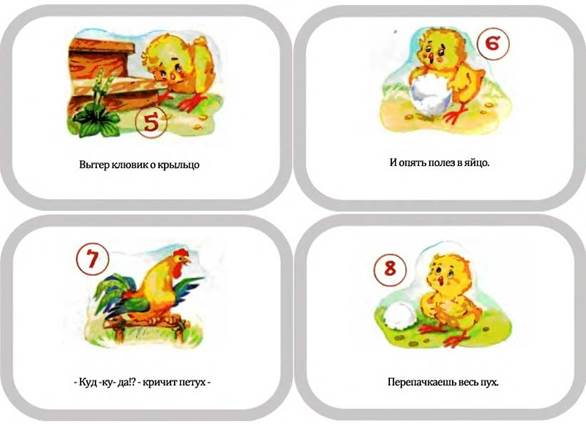 5
Вытер клювик о крыльцо
6
И опять полез в яйцо.
7
- Куд -ку- да!? - кричит петух -
8
Перепачкаешь весь пух.